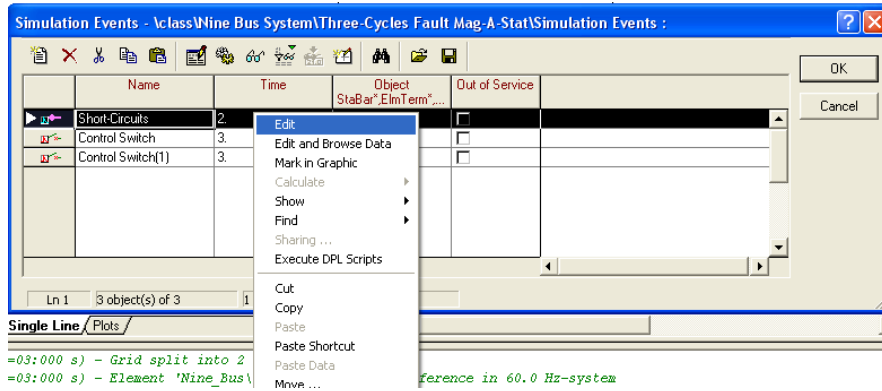 Simulation Events - \class\Nine Bus System\Three-Cycles Fault Mag-A-Stat\Simulation Events :
OK
Cancel
Name Time Object Out of Service
StaBar*,ElmTerm*,...
Short-Circuits 2.
Control Switch 3.
Control Switch(1) 3.
Edit
Edit and Browse Data
Mark in Graphic
Calculate
Show
Find
Sharing ...
Execute DPL Scripts
Cut
Copy
Paste
Paste Shortcut
Paste Data
Move ...
Ln 1 3 object(s) of 3 1
Single Line Plots
=03:000 s) - Grid split into 2
=03:000 s) - Element 'Nine_Bus\ ference in 60.0 Hz-system